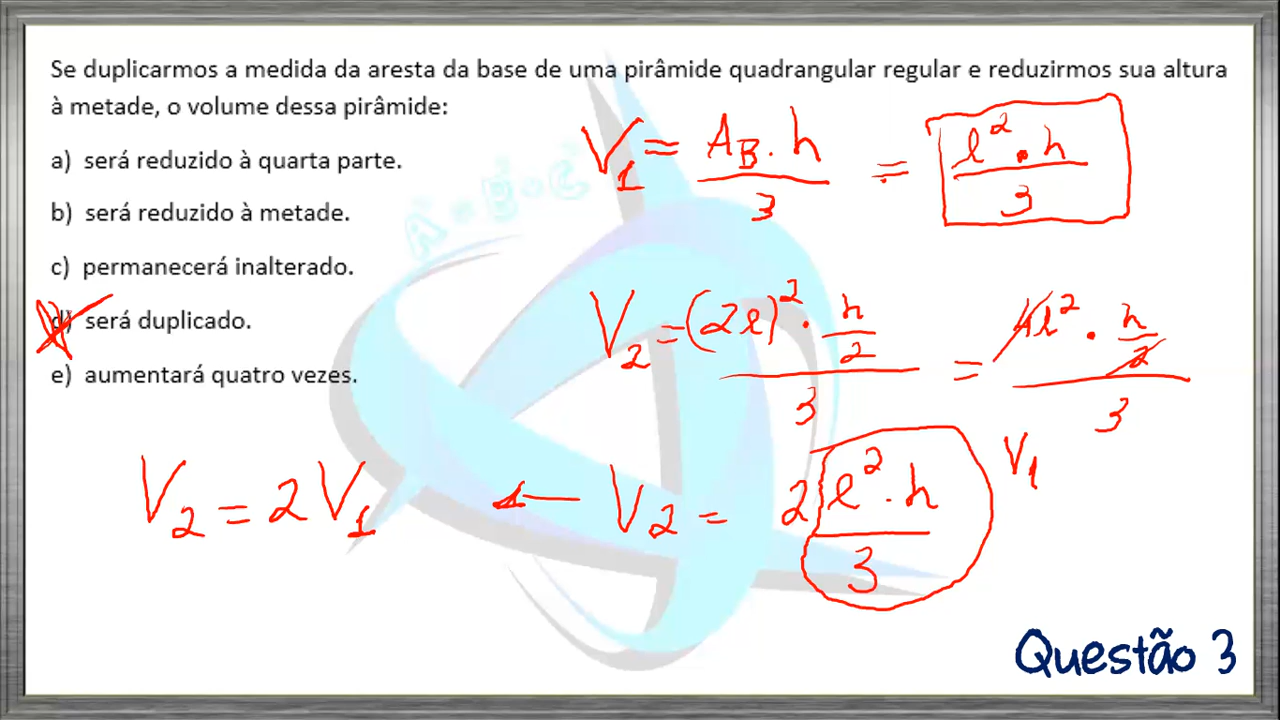 Se duplicarmos a medida da aresta da base de uma pirâmide quadrangular regular e reduzirmos sua altura
à metade, o volume dessa pirâmide:
a) será reduzido à quarta parte.
b) será reduzido à metade.
c) permanecerá inalterado.
d) será duplicado.
e) aumentará quatro vezes.
V₁ = A_B · h / 3 = l² · h / 3
V₂ = (2l)² · h/2 / 3 = 4l² · h/2 / 3
V₂ = 2 l² · h / 3
V₁
V₂ = 2V₁ ←
Questão 3